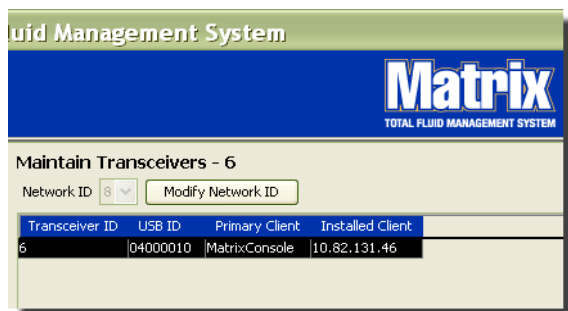 luid Management System
Matrix
TOTAL FLUID MANAGEMENT SYSTEM
Maintain Transceivers - 6
Network ID 8 Modify Network ID
Transceiver ID USB ID Primary Client Installed Client
6 04000010 MatrixConsole 10.82.131.46